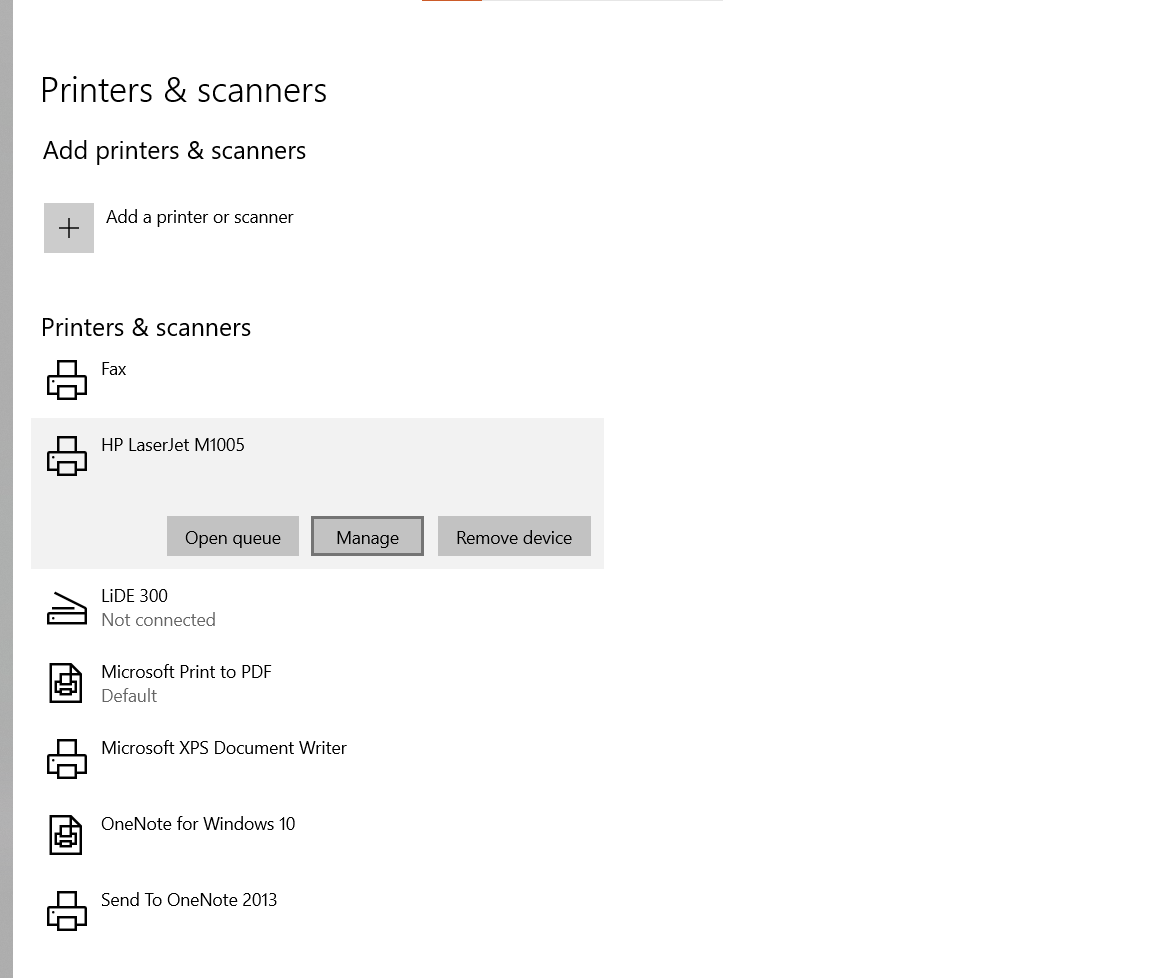 Printers & scanners
Add printers & scanners
Add a printer or scanner
Printers & scanners
Fax
HP LaserJet M1005
Open queue Manage Remove device
LiDE 300
Not connected
Microsoft Print to PDF
Default
Microsoft XPS Document Writer
OneNote for Windows 10
Send To OneNote 2013